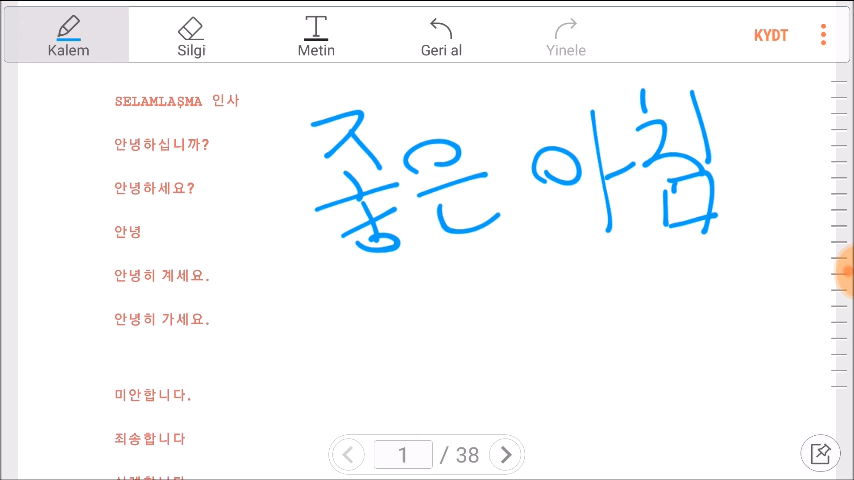 Kalem Silgi Metin Geri al Yinele KYDT
SELAMLAŞMA 인사
좋은 아침
안녕하십니까?
안녕하세요?
안녕
안녕히 계세요.
안녕히 가세요.
미안합니다.
죄송합니다
1 / 38